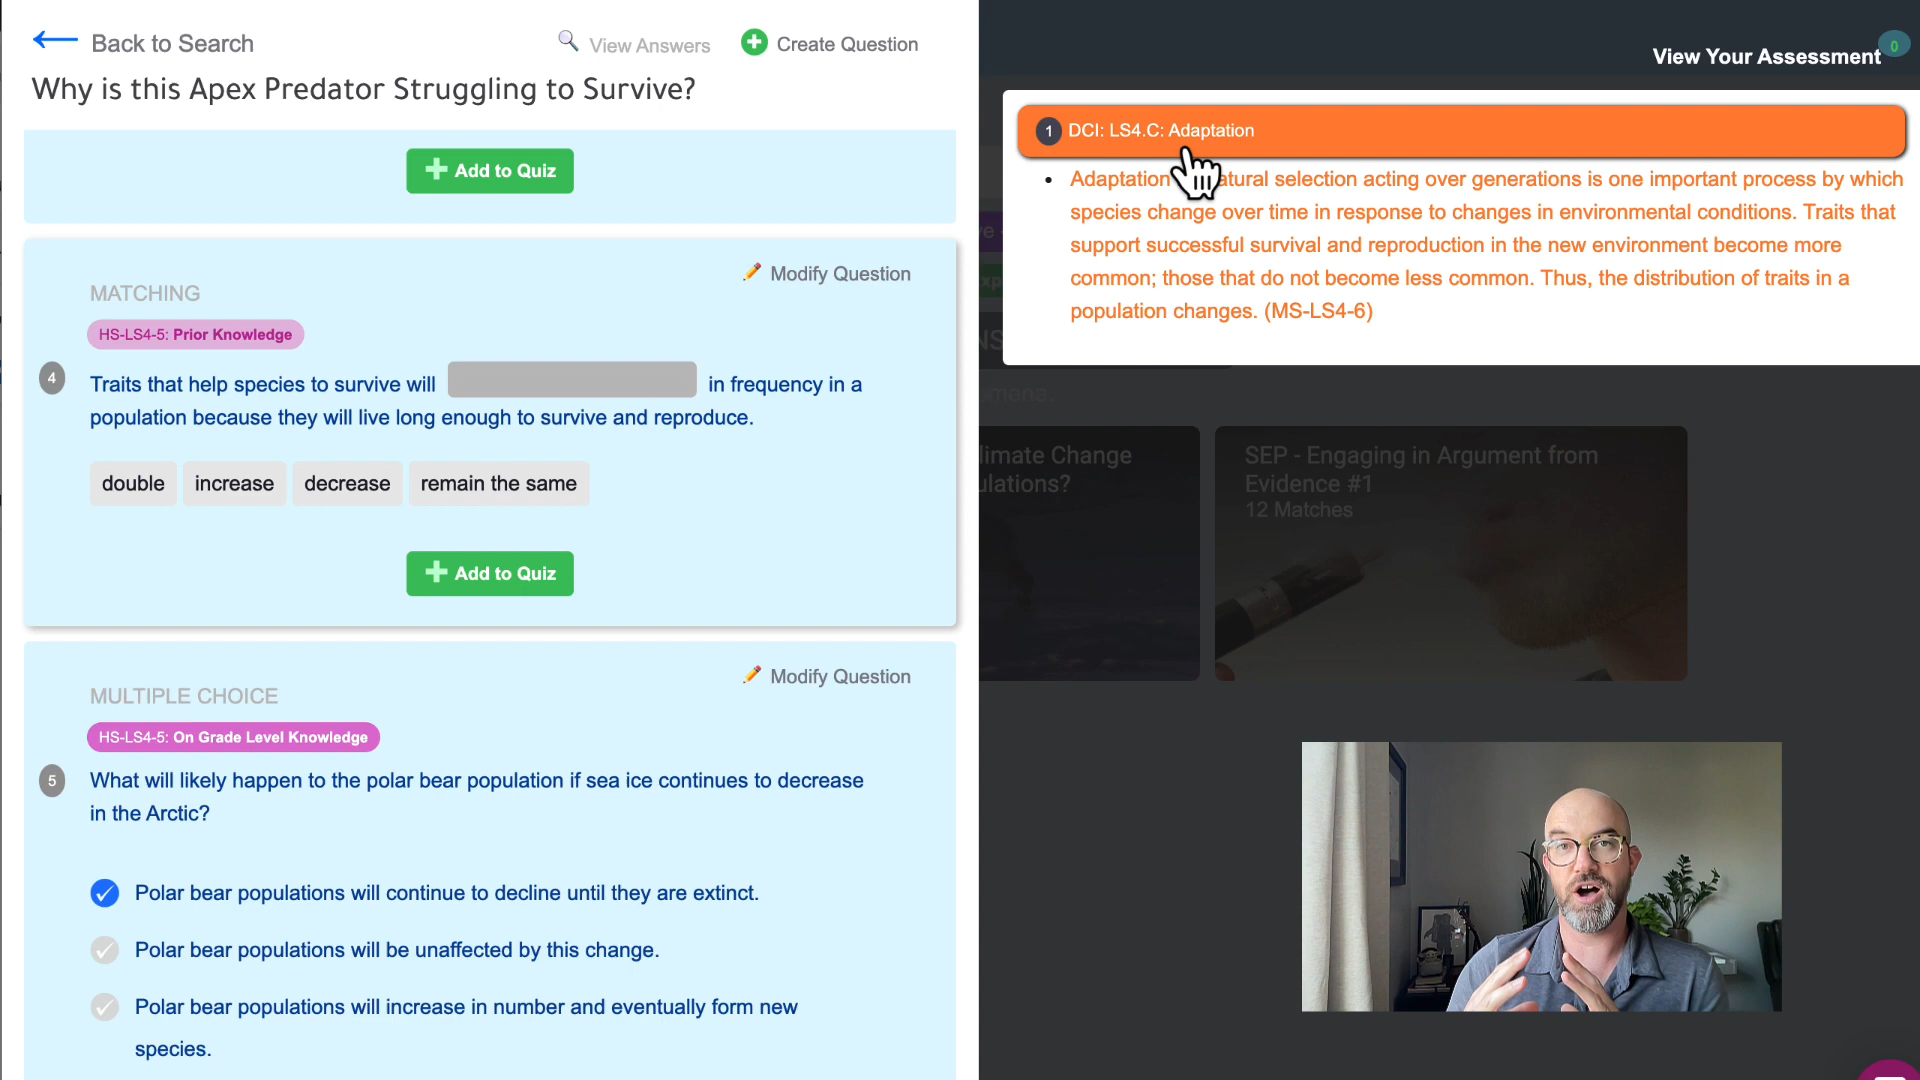 Back to Search
View Answers
Create Question
Why is this Apex Predator Struggling to Survive?
Add to Quiz
MATCHING
Modify Question
HS-LS4-5: Prior Knowledge
4
Traits that help species to survive will in frequency in a
population because they will live long enough to survive and reproduce.
double increase decrease remain the same
Add to Quiz
MULTIPLE CHOICE
Modify Question
HS-LS4-5: On Grade Level Knowledge
5
What will likely happen to the polar bear population if sea ice continues to decrease
in the Arctic?
Polar bear populations will continue to decline until they are extinct.
Polar bear populations will be unaffected by this change.
Polar bear populations will increase in number and eventually form new
species.
View Your Assessment
0
1 DCI: LS4.C: Adaptation
Adaptation selection acting over generations is one important process by which
species change over time in response to changes in environmental conditions. Traits that
support successful survival and reproduction in the new environment become more
common; those that do not become less common. Thus, the distribution of traits in a
population changes. (MS-LS4-6)
Change
SEP - Engaging in Argument from
Evidence #1
12 Matches